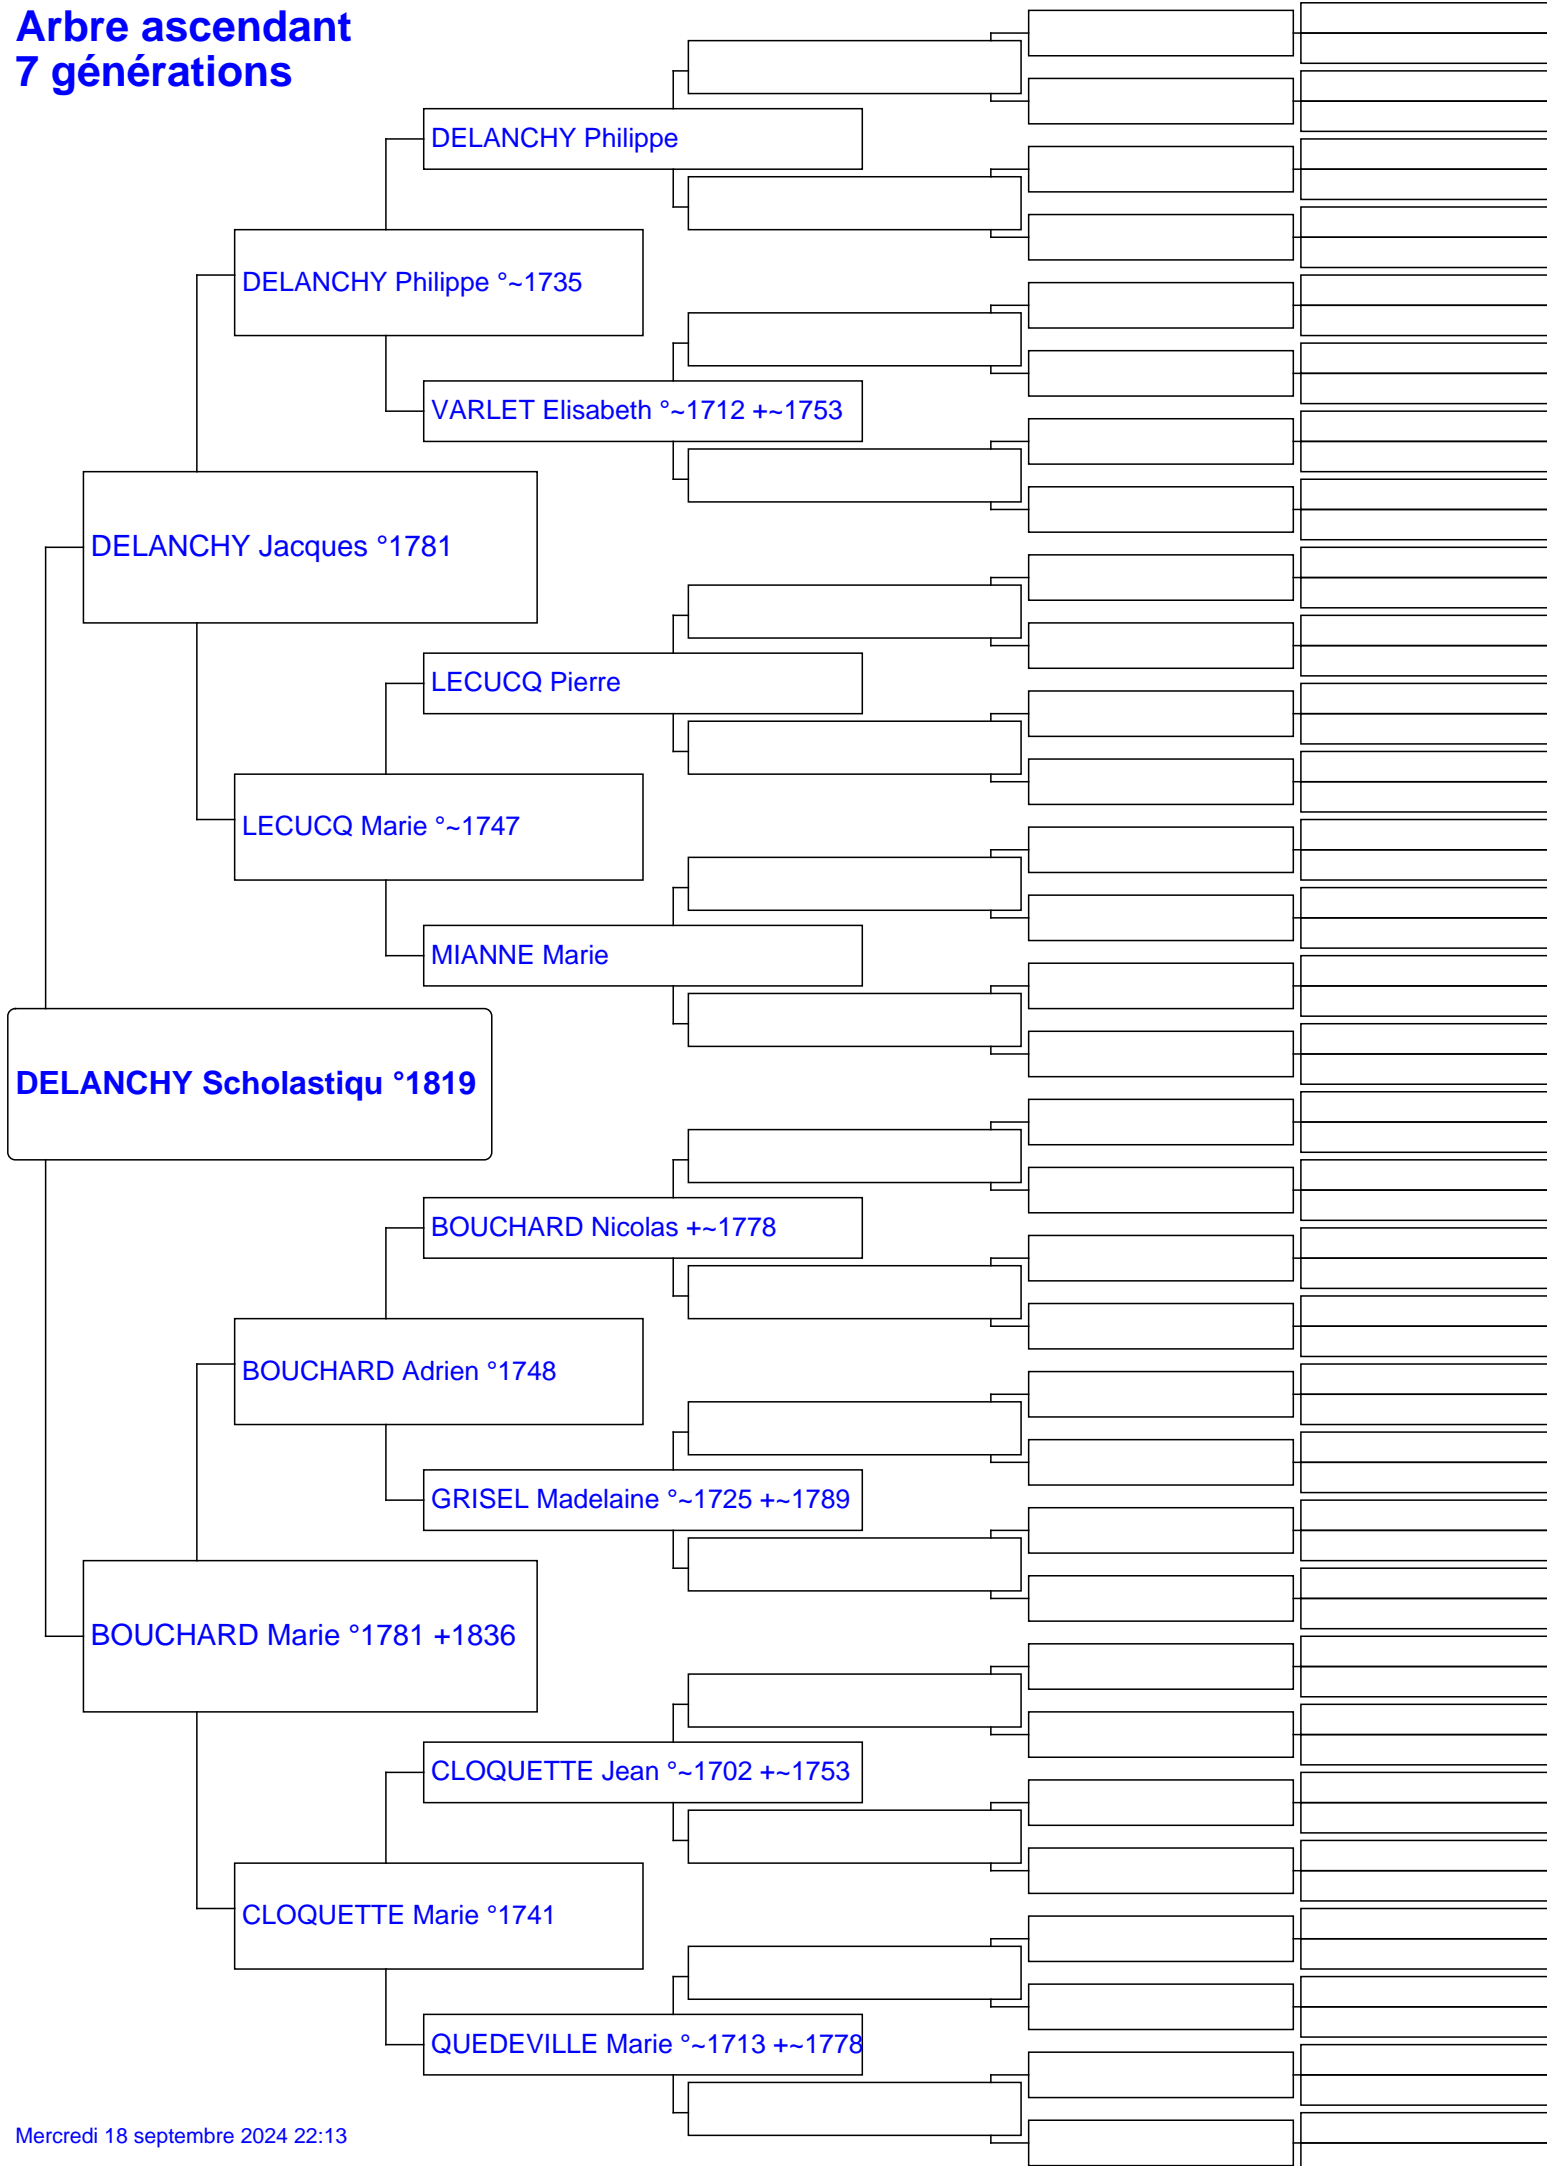 Arbre ascendant
7 générations
DELANCHY Philippe
DELANCHY Philippe °~1735
VARLET Elisabeth °~1712 +~1753
DELANCHY Jacques °1781
LECUCQ Pierre
LECUCQ Marie °~1747
MIANNE Marie
DELANCHY Scholastiqu °1819
BOUCHARD Nicolas +~1778
BOUCHARD Adrien °1748
GRISEL Madelaine °~1725 +~1789
BOUCHARD Marie °1781 +1836
CLOQUETTE Jean °~1702 +~1753
CLOQUETTE Marie °1741
QUEDEVILLE Marie °~1713 +~1778
Mercredi 18 septembre 2024 22:13